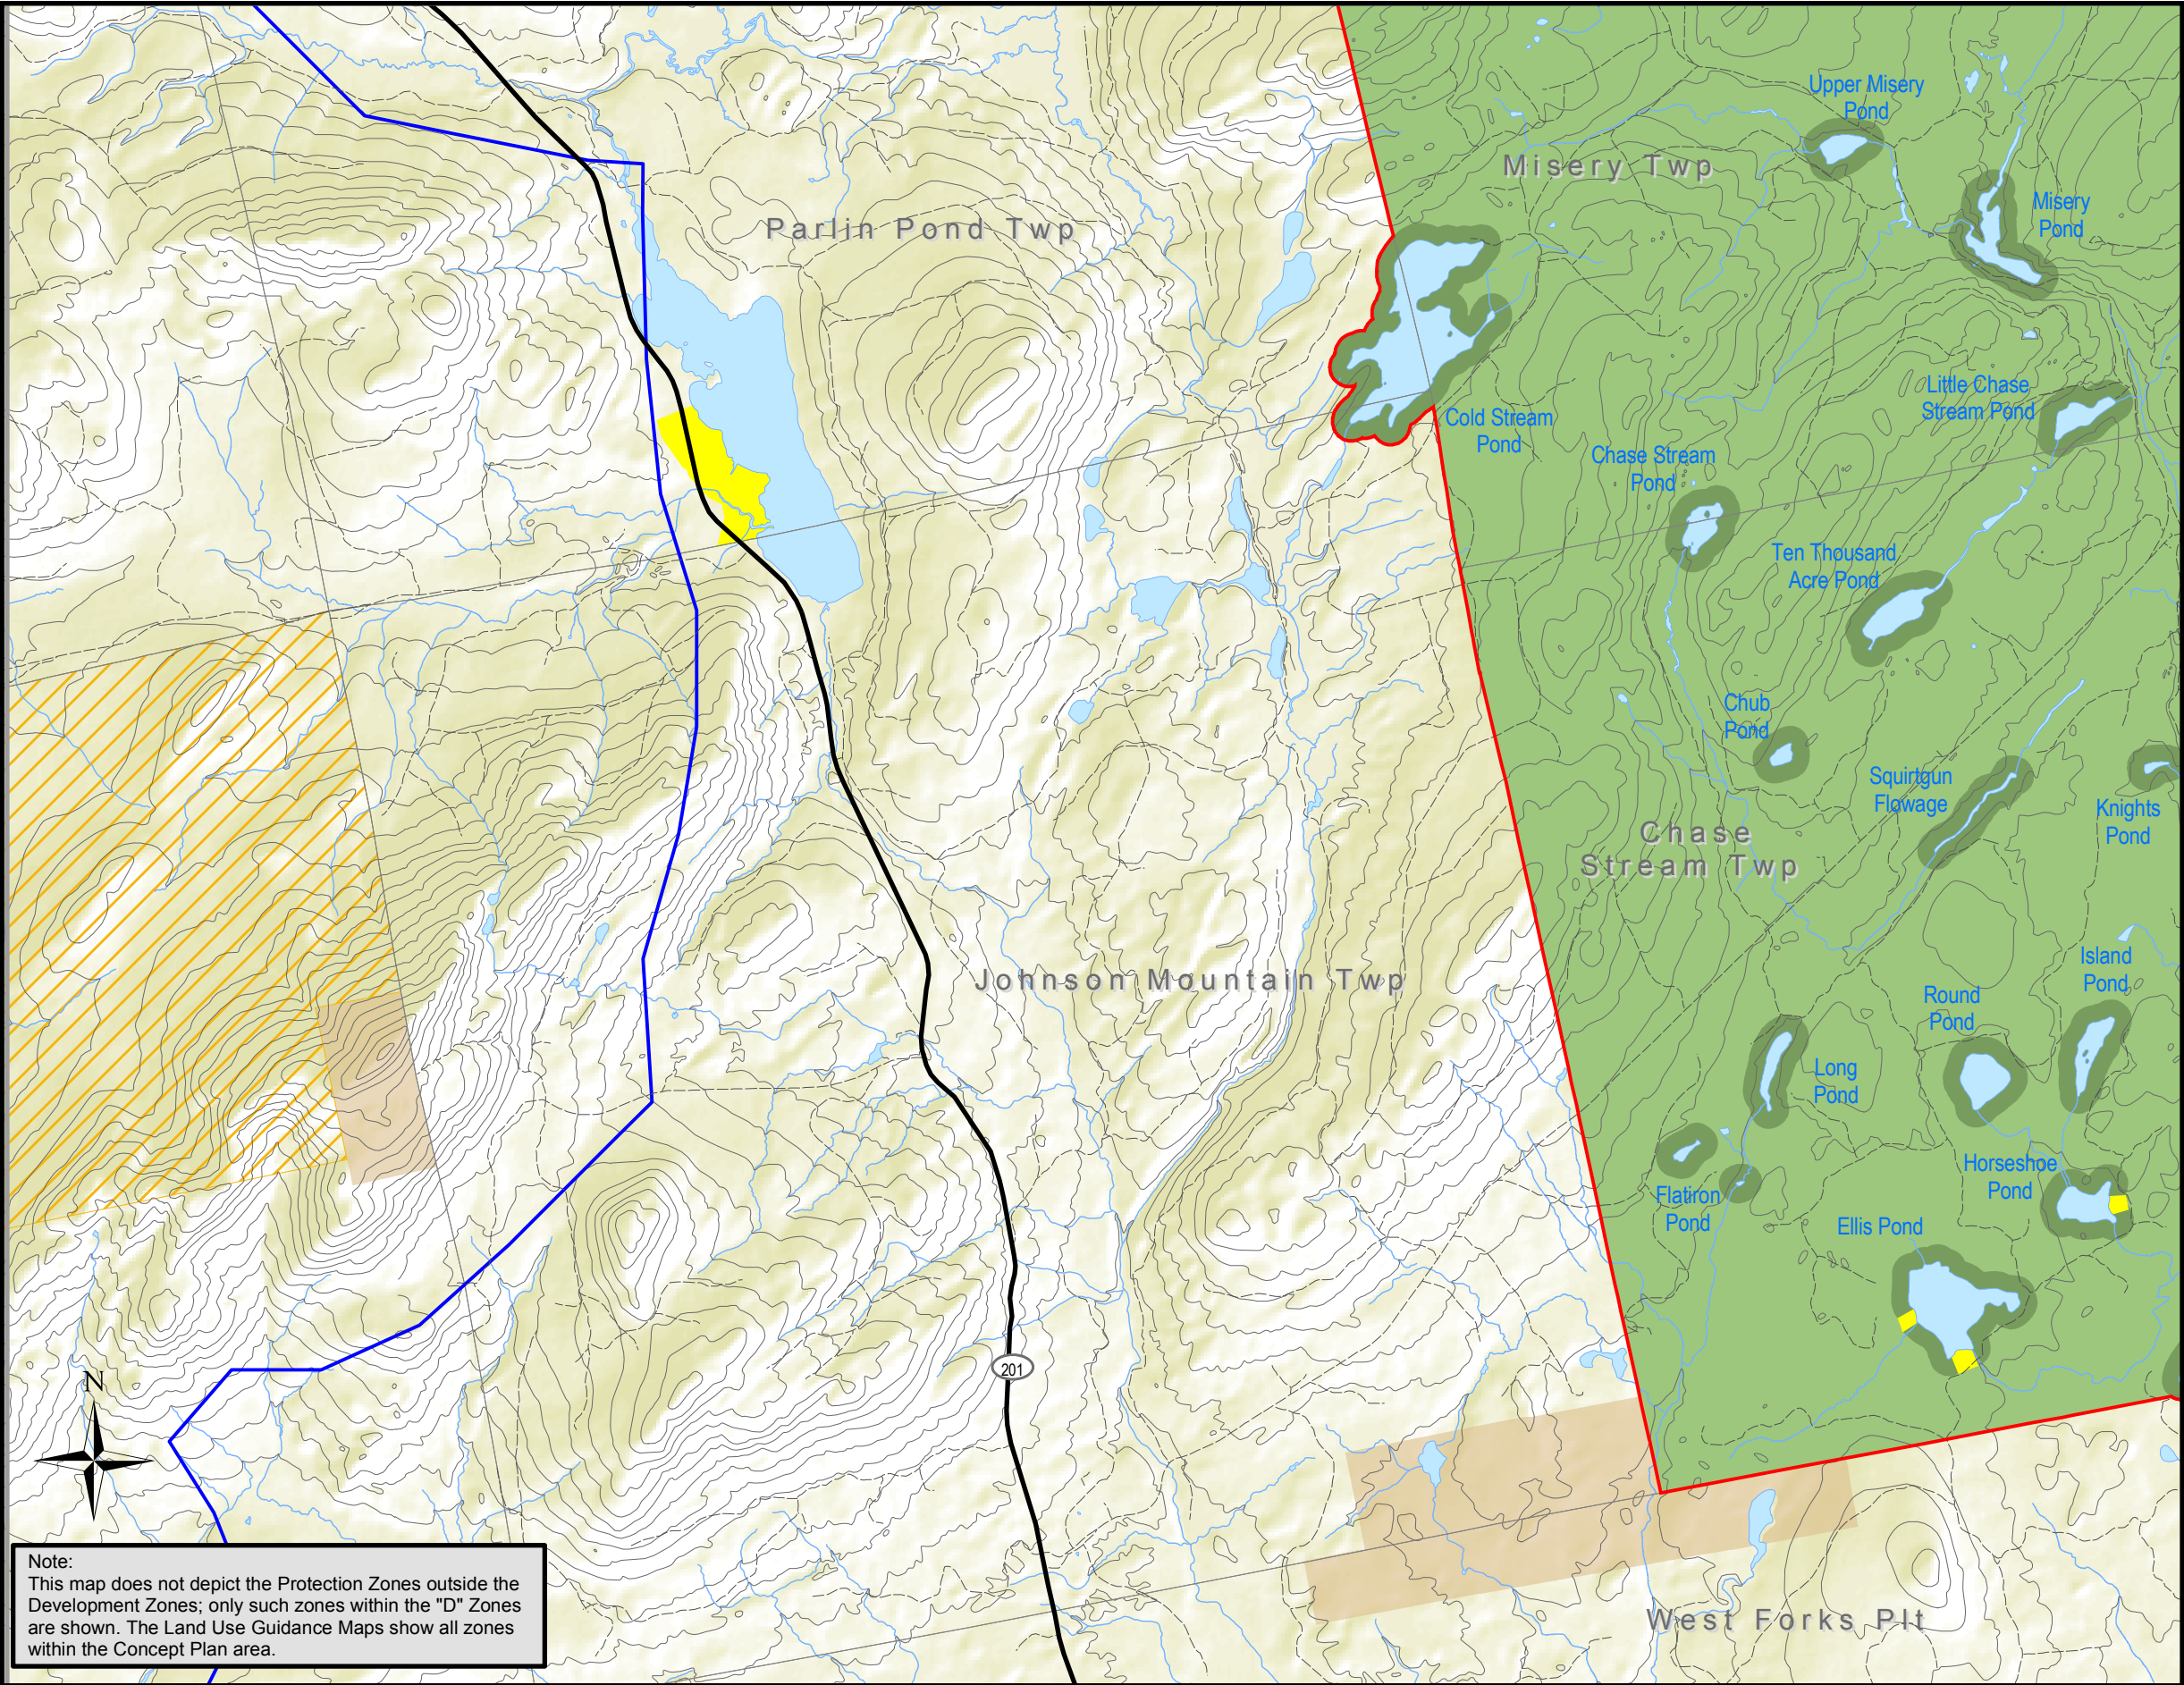 Upper Misery
Pond
Misery Twp
Misery
Pond
Parlin Pond Twp
Little Chase
Stream Pond
Cold Stream
Pond
Chase Stream
Pond
Ten Thousand
Acre Pond
Chub
Pond
Squirtgun
Flowage
Knights
Pond
Chase
Stream Twp
Island
Pond
Johnson Mountain Twp
Round
Pond
Long
Pond
Horseshoe
Pond
Flatiron
Pond
Ellis Pond
201
N
Note:
This map does not depict the Protection Zones outside the
Development Zones; only such zones within the "D" Zones
are shown. The Land Use Guidance Maps show all zones
within the Concept Plan area.
West Forks Plt